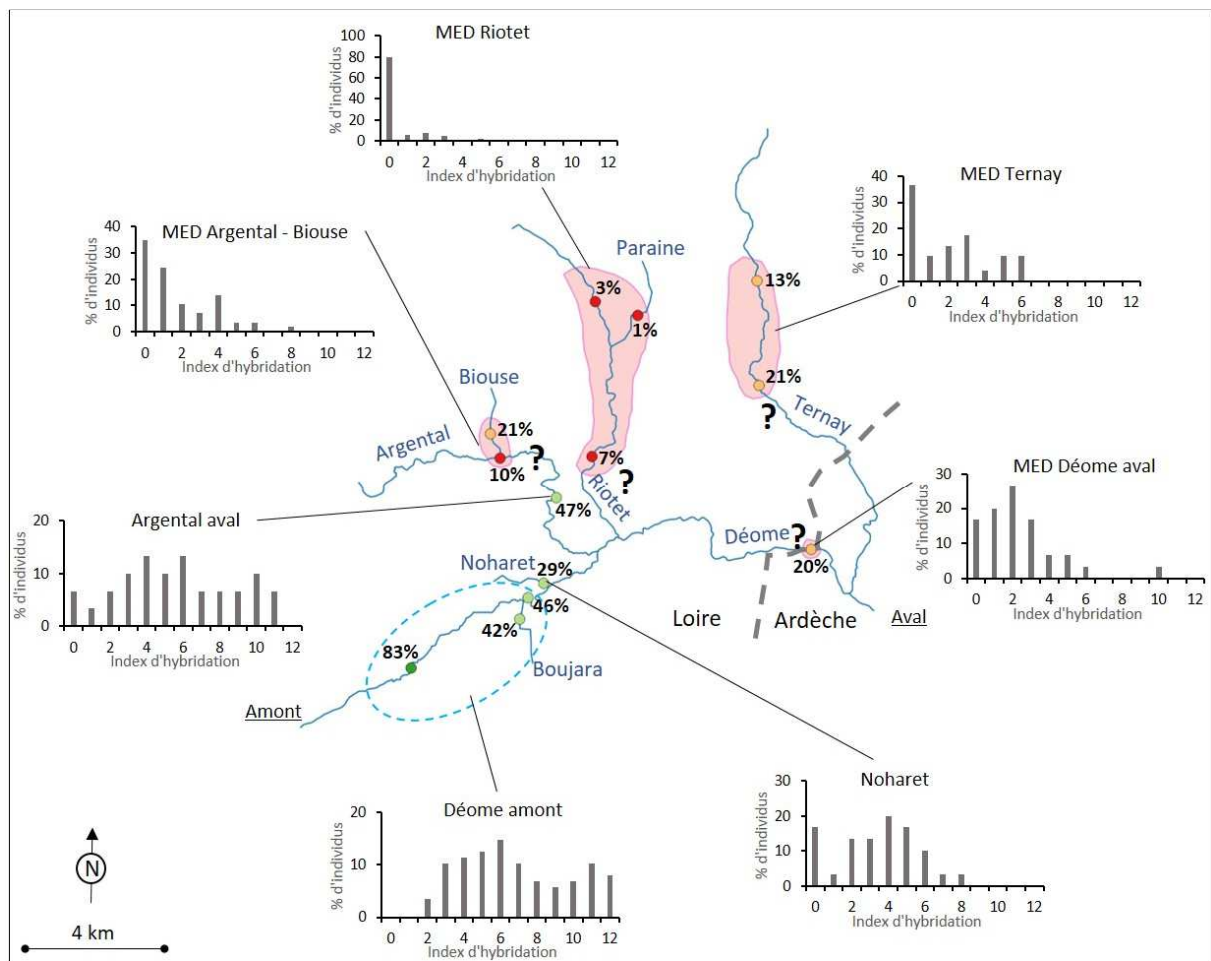 MED Riotet
% d'individus
100
80
60
40
20
0
0 2 4 6 8 10 12
Index d'hybridation
MED Argental - Biouse
% d'individus
40
30
20
10
0
0 2 4 6 8 10 12
Index d'hybridation
MED Ternay
% d'individus
40
30
20
10
0
0 2 4 6 8 10 12
Index d'hybridation
Paraine
3%
1%
13%
21%
?
Ternay
Biouse
21%
Argental
10%
?
7%
?
Riotet
47%
Argental aval
% d'individus
20
10
0
0 2 4 6 8 10 12
Index d'hybridation
MED Déome aval
% d'individus
30
20
10
0
0 2 4 6 8 10 12
Index d'hybridation
Déome
?
20%
Noharet
29%
46%
42%
83%
Boujara
Loire
Ardèche
Aval
Amont
Déome amont
% d'individus
20
10
0
0 2 4 6 8 10 12
Index d'hybridation
Noharet
% d'individus
30
20
10
0
0 2 4 6 8 10 12
Index d'hybridation
N
4 km